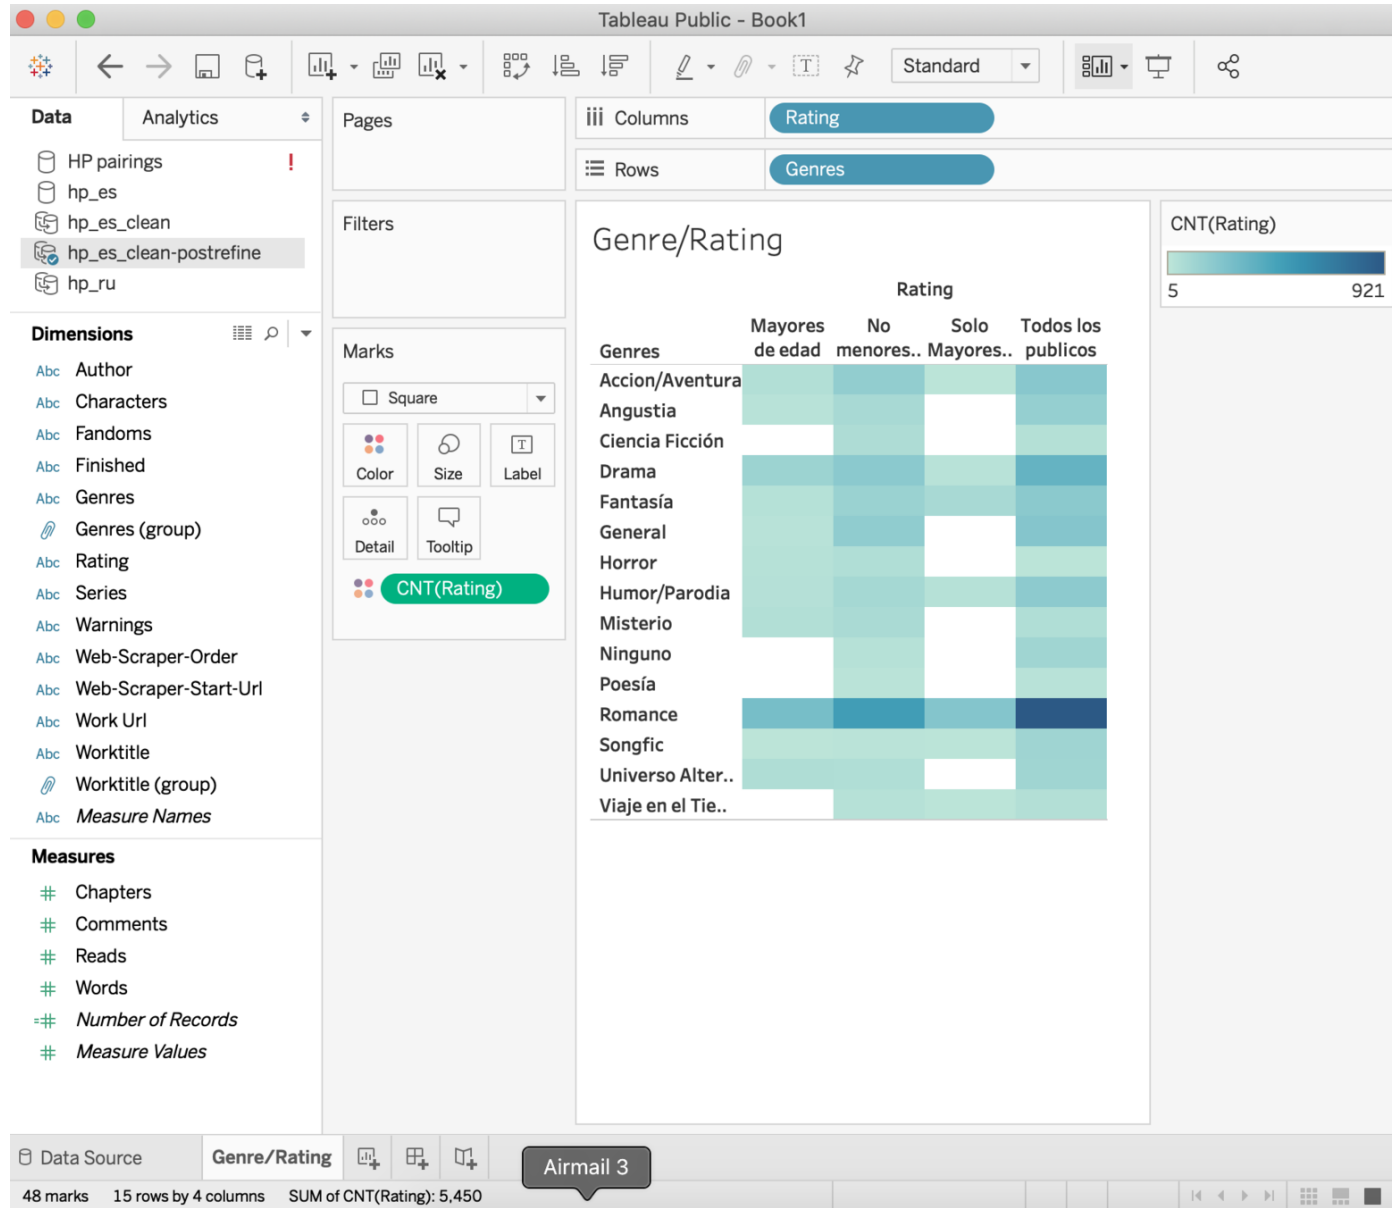 Tableau Public - Book1
Standard
Data
Analytics
HP pairings
!
hp_es
hp_es_clean
hp_es_clean-postrefine
hp_ru
Dimensions
Abc Author
Abc Characters
Abc Fandoms
Abc Finished
Abc Genres
Genres (group)
Abc Rating
Abc Series
Abc Warnings
Abc Web-Scraper-Order
Abc Web-Scraper-Start-Url
Abc Work Url
Abc Worktitle
Worktitle (group)
Abc Measure Names
Measures
# Chapters
# Comments
# Reads
# Words
=# Number of Records
# Measure Values
Pages
Filters
Marks
Square
Color
Size
T
Label
Detail
Tooltip
CNT(Rating)
iii Columns
Rating
Rows
Genres
Genre/Rating
Rating
Genres
Mayores de edad
No menores..
Solo Mayores..
Todos los publicos
Accion/Aventura
Angustia
Ciencia Ficción
Drama
Fantasía
General
Horror
Humor/Parodia
Misterio
Ninguno
Poesía
Romance
Songfic
Universo Alter..
Viaje en el Tie..
CNT(Rating)
5 921
Data Source
Genre/Rating
Airmail 3
48 marks 15 rows by 4 columns SUM of CNT(Rating): 5,450